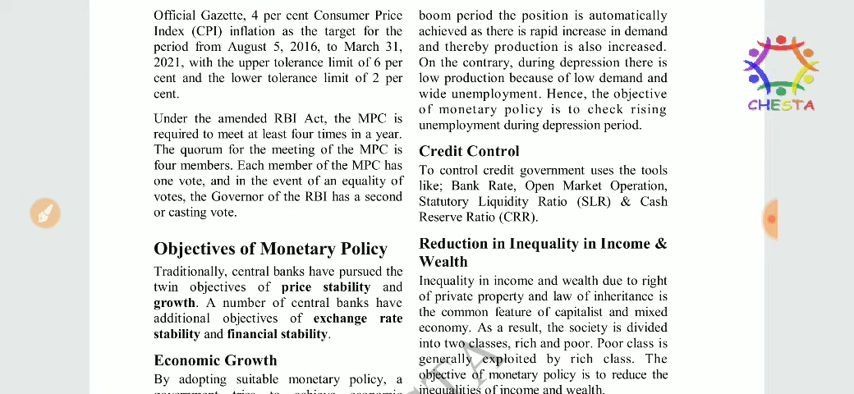 Official Gazette, 4 per cent Consumer Price
Index (CPI) inflation as the target for the
period from August 5, 2016, to March 31,
2021, with the upper tolerance limit of 6 per
cent and the lower tolerance limit of 2 per
cent.
Under the amended RBI Act, the MPC is
required to meet at least four times in a year.
The quorum for the meeting of the MPC is
four members. Each member of the MPC has
one vote, and in the event of an equality of
votes, the Governor of the RBI has a second
or casting vote.
Objectives of Monetary Policy
Traditionally, central banks have pursued the
twin objectives of price stability and
growth. A number of central banks have
additional objectives of exchange rate
stability and financial stability.
Economic Growth
By adopting suitable monetary policy, a
government tries to achieve economic
boom period the position is automatically
achieved as there is rapid increase in demand
and thereby production is also increased.
On the contrary, during depression there is
low production because of low demand and
wide unemployment. Hence, the objective
of monetary policy is to check rising
unemployment during depression period.
Credit Control
To control credit government uses the tools
like; Bank Rate, Open Market Operation,
Statutory Liquidity Ratio (SLR) & Cash
Reserve Ratio (CRR).
Reduction in Inequality in Income &
Wealth
Inequality in income and wealth due to right
of private property and law of inheritance is
the common feature of capitalist and mixed
economy. As a result, the society is divided
into two classes, rich and poor. Poor class is
generally exploited by rich class. The
objective of monetary policy is to reduce the
inequalities of income and wealth.
CHESTA